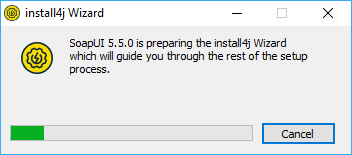 install4j Wizard
SoapUI 5.5.0 is preparing the install4j Wizard
which will guide you through the rest of the setup
process.
Cancel